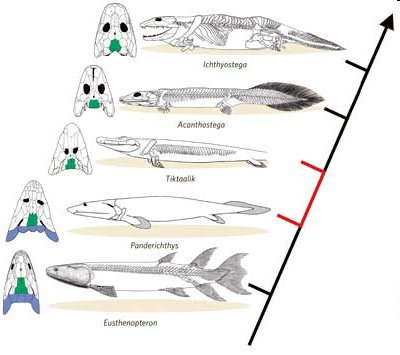 Ichthyostega
Acanthostega
Tiktaalik
Panderichthys
Eusthenopteron